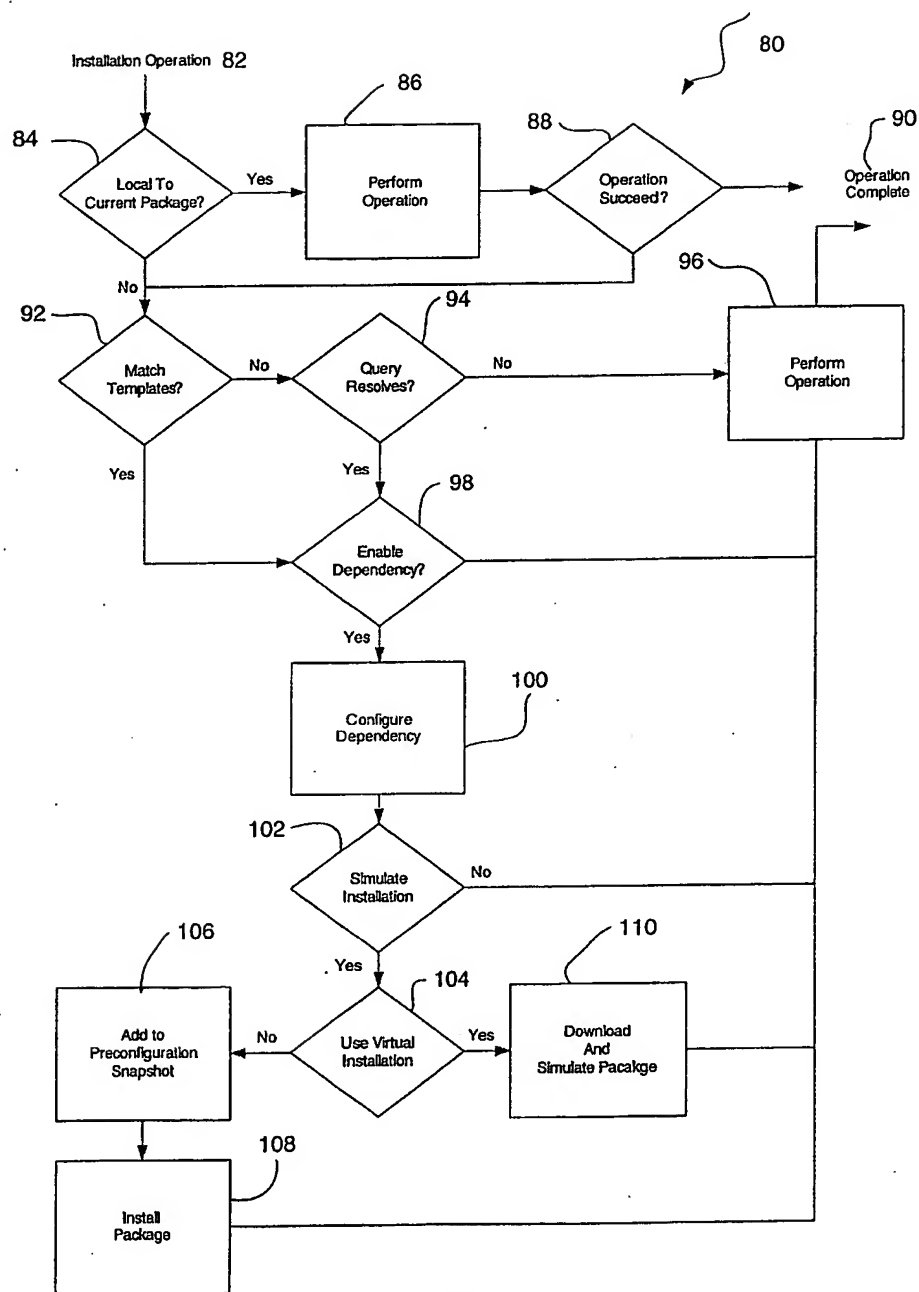 80
Installation Operation 82
86
88
90
84
Local To
Current Package?
Yes
Perform
Operation
Operation
Succeed?
Operation
Complete
No
92
94
96
Match
Templates?
No
Query
Resolves?
No
Perform
Operation
Yes
Yes
98
Enable
Dependency?
Yes
100
Configure
Dependency
102
Simulate
Installation
No
106
110
Yes
104
Add to
Preconfiguration
Snapshot
No
Use Virtual
Installation
Yes
Download
And
Simulate Pacakge
108
Install
Package